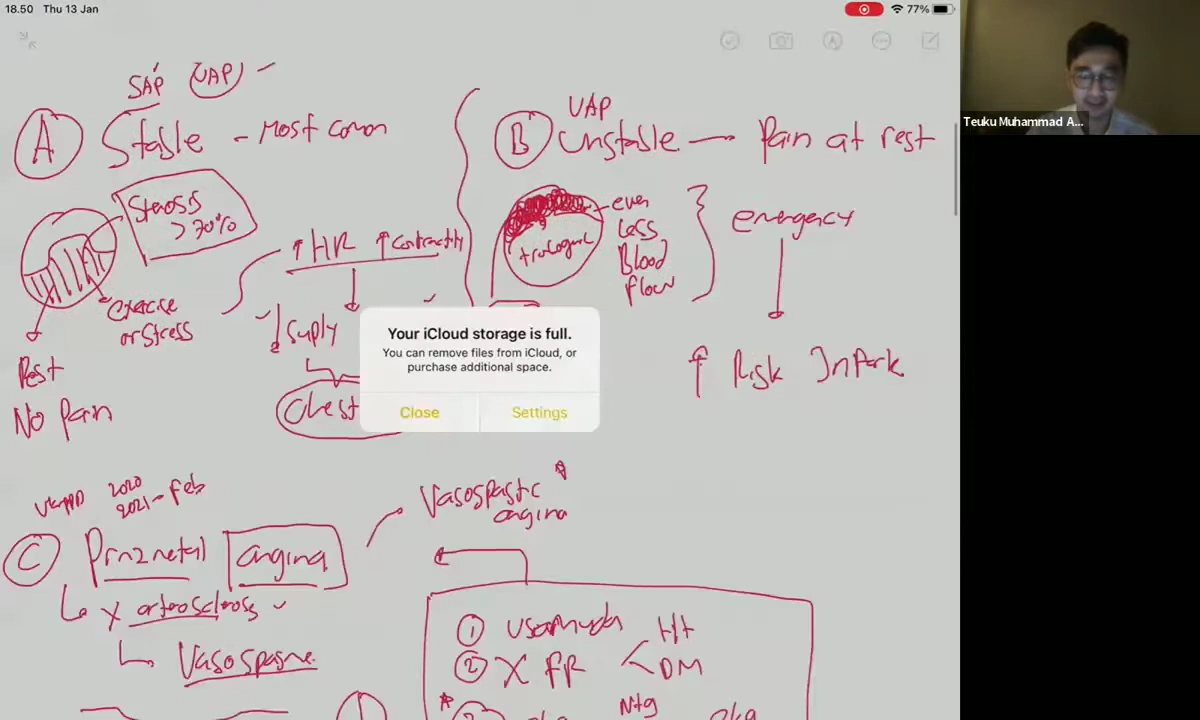 18.50 Thu 13 Jan
77%
Teuku Muhammad A...
SAP UAP
A Stable - Most comon
Stenosis
>70%
↑HR ↑contractility
exercise
or stress
↓ suply
Rest
No Pain
Chest
UAP
B Unstable Pain at rest
even
less
Blood
flow
emergency
↑ Risk Infark
Your iCloud storage is full.
You can remove files from iCloud, or
purchase additional space.
Close Settings
2020
2021 - Feb
Vasospastic
angina
C Prinzmetal angina
X arterosclerosis
Vasospasme
1 usia muda
2 X FR
HT
DM
Ntg